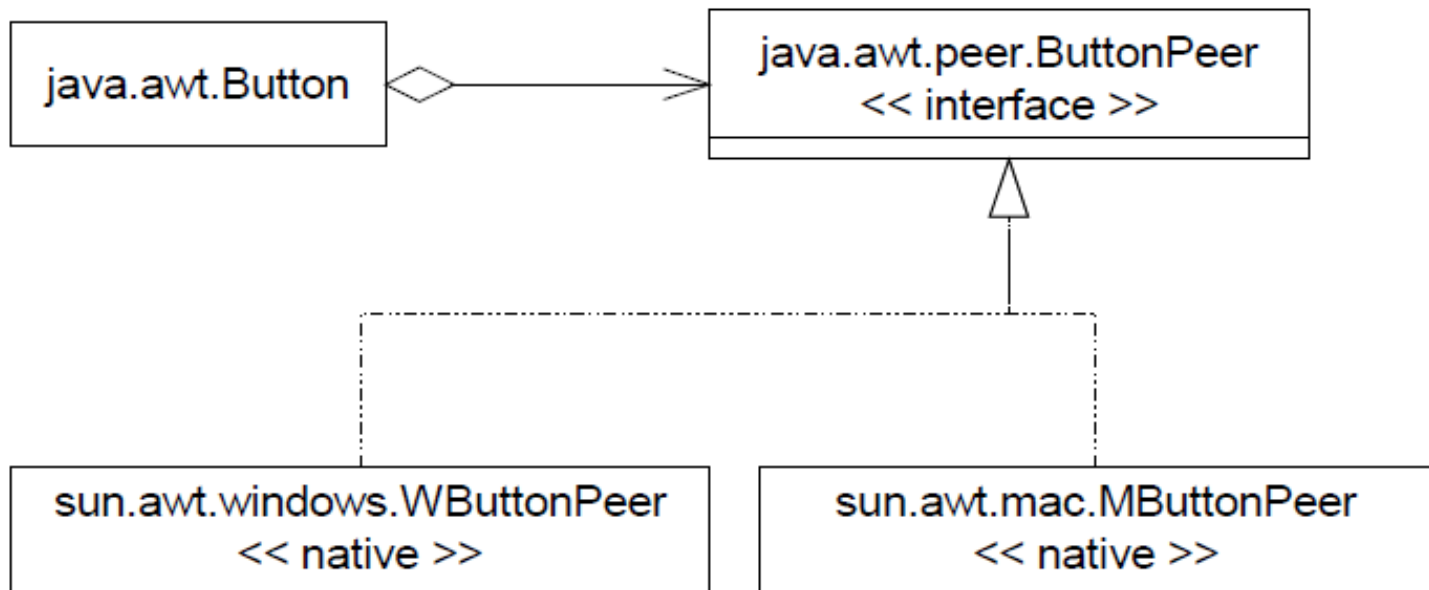 java.awt.Button
java.awt.peer.ButtonPeer
<< interface >>
sun.awt.windows.WButtonPeer
<< native >>
sun.awt.mac.MButtonPeer
<< native >>